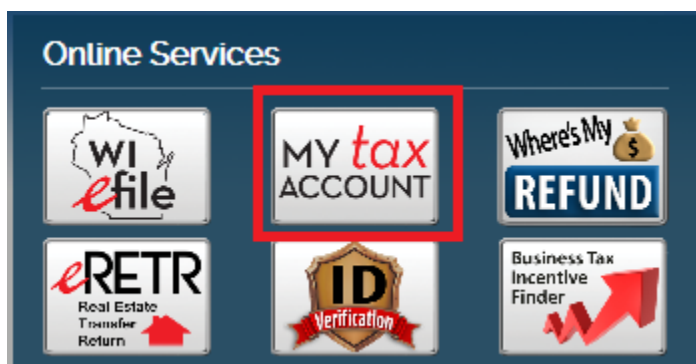 Online Services
WI
efile
MY tax
ACCOUNT
Where's My
$
REFUND
eRETR
Real Estate
Transfer
Return
ID
Verification
Business Tax
Incentive
Finder